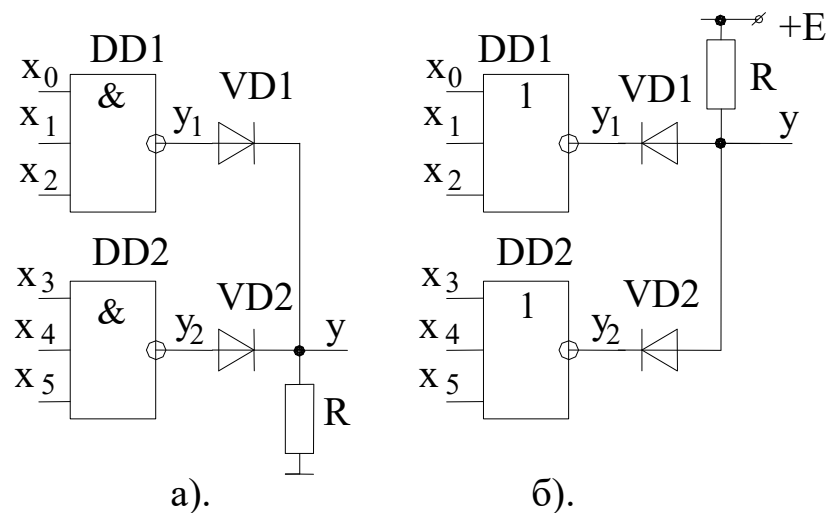 DD1
x0
&
VD1
x1
y1
x2
DD2
x3
&
VD2
x4
y2
y
x5
R
а).
+E
DD1
x0
1
VD1
R
x1
y1
y
x2
DD2
x3
1
VD2
x4
y2
x5
б).